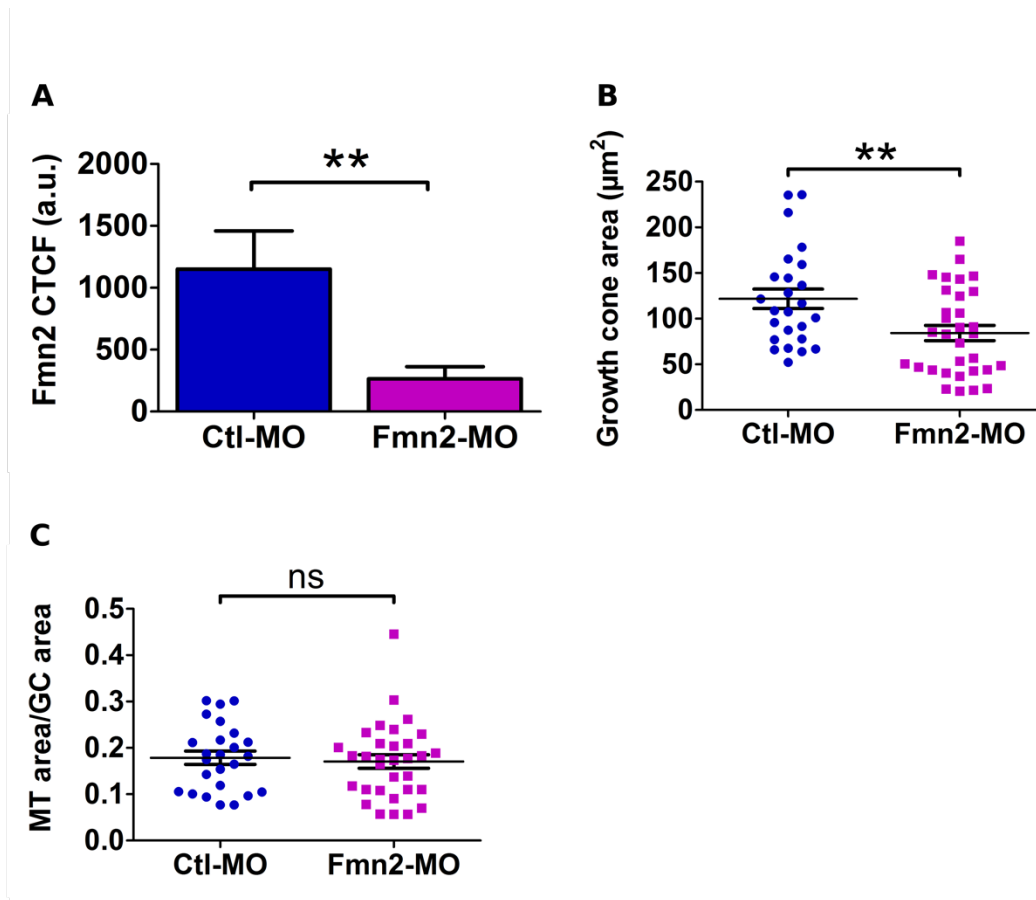 A
Fmn2 CTCF (a.u.)
2000
1500
1000
500
0
**
Ctl-MO
Fmn2-MO
B
Growth cone area (µm²)
250
200
150
100
50
0
**
Ctl-MO
Fmn2-MO
C
MT area/GC area
0.5
0.4
0.3
0.2
0.1
0.0
ns
Ctl-MO
Fmn2-MO